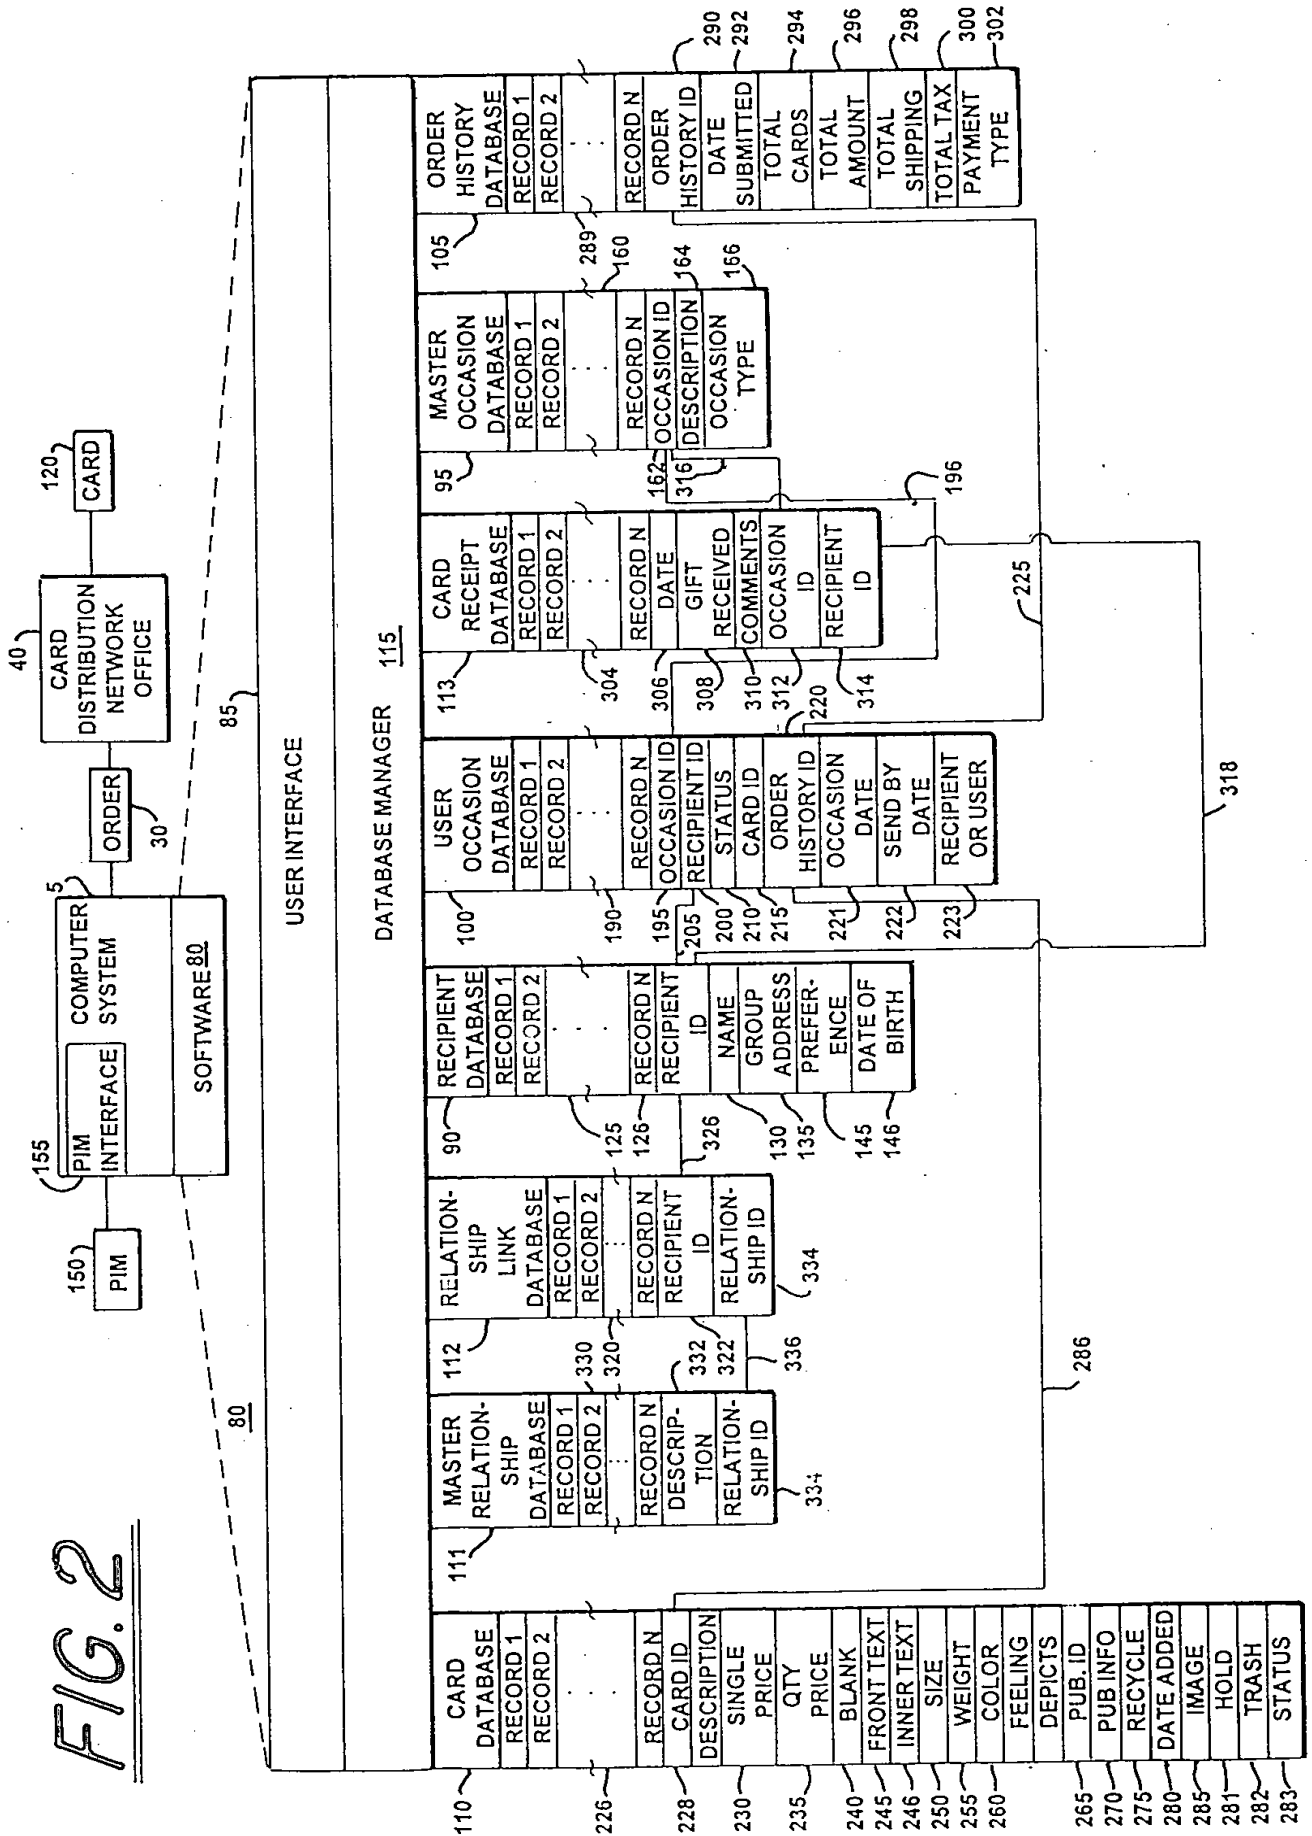 FIG. 2
150
PIM
155
PIM
INTERFACE
COMPUTER
SYSTEM
5
SOFTWARE 80
ORDER
30
40
CARD
DISTRIBUTION
NETWORK
OFFICE
120
CARD
80
85
USER INTERFACE
DATABASE MANAGER
115
CARD
DATABASE
RECORD 1
RECORD 2
. . .
RECORD N
CARD ID
DESCRIPTION
SINGLE
PRICE
QTY
PRICE
BLANK
FRONT TEXT
INNER TEXT
SIZE
WEIGHT
COLOR
FEELING
DEPICTS
PUB. ID
PUB INFO
RECYCLE
DATE ADDED
IMAGE
HOLD
TRASH
STATUS
110
226
228
230
235
240
245
246
250
255
260
265
270
275
280
285
281
282
283
MASTER
RELATION-
SHIP
DATABASE
RECORD 1
RECORD 2
...
RECORD N
DESCRIP-
TION
RELATION-
SHIP ID
111
330
332
334
336
RELATION-
SHIP
LINK
DATABASE
RECORD 1
RECORD 2
...
RECORD N
RECIPIENT
ID
RELATION-
SHIP ID
112
320
322
334
326
RECIPIENT
DATABASE
RECORD 1
RECORD 2
. . .
RECORD N
RECIPIENT
ID
NAME
GROUP
ADDRESS
PREFER-
ENCE
DATE OF
BIRTH
90
125
126
130
135
145
146
USER
OCCASION
DATABASE
RECORD 1
RECORD 2
. . .
RECORD N
OCCASION ID
RECIPIENT ID
STATUS
CARD ID
ORDER
HISTORY ID
OCCASION
DATE
SEND BY
DATE
RECIPIENT
OR USER
100
190
195
205
200
210
215
220
221
222
223
286
CARD
RECEIPT
DATABASE
RECORD 1
RECORD 2
. . .
RECORD N
DATE
GIFT
RECEIVED
COMMENTS
OCCASION
ID
RECIPIENT
ID
113
304
306
308
310
312
314
318
MASTER
OCCASION
DATABASE
RECORD 1
RECORD 2
. . .
RECORD N
OCCASION ID
DESCRIPTION
OCCASION
TYPE
95
160
162
164
166
316
196
225
ORDER
HISTORY
DATABASE
RECORD 1
RECORD 2
. . .
RECORD N
ORDER
HISTORY ID
DATE
SUBMITTED
TOTAL
CARDS
TOTAL
AMOUNT
TOTAL
SHIPPING
TOTAL TAX
PAYMENT
TYPE
105
289
290
292
294
296
298
300
302